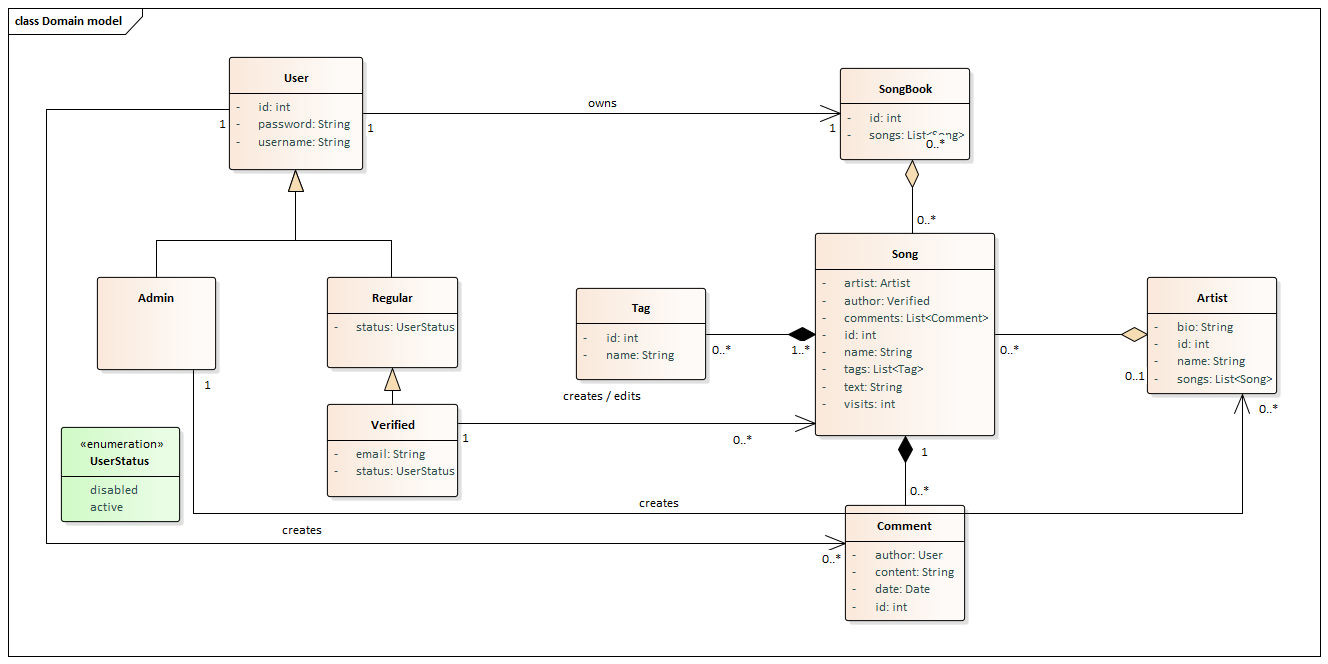 class Domain model
User
- id: int
- password: String
- username: String
1
1
owns
1
SongBook
- id: int
- songs: List<Song>
0..*
0..*
Admin
1
Regular
- status: UserStatus
Verified
- email: String
- status: UserStatus
1
creates / edits
0..*
Tag
- id: int
- name: String
0..*
1..*
Song
- artist: Artist
- author: Verified
- comments: List<Comment>
- id: int
- name: String
- tags: List<Tag>
- text: String
- visits: int
0..*
0..1
Artist
- bio: String
- id: int
- name: String
- songs: List<Song>
0..*
«enumeration»
UserStatus
disabled
active
creates
creates
1
0..*
0..*
Comment
- author: User
- content: String
- date: Date
- id: int